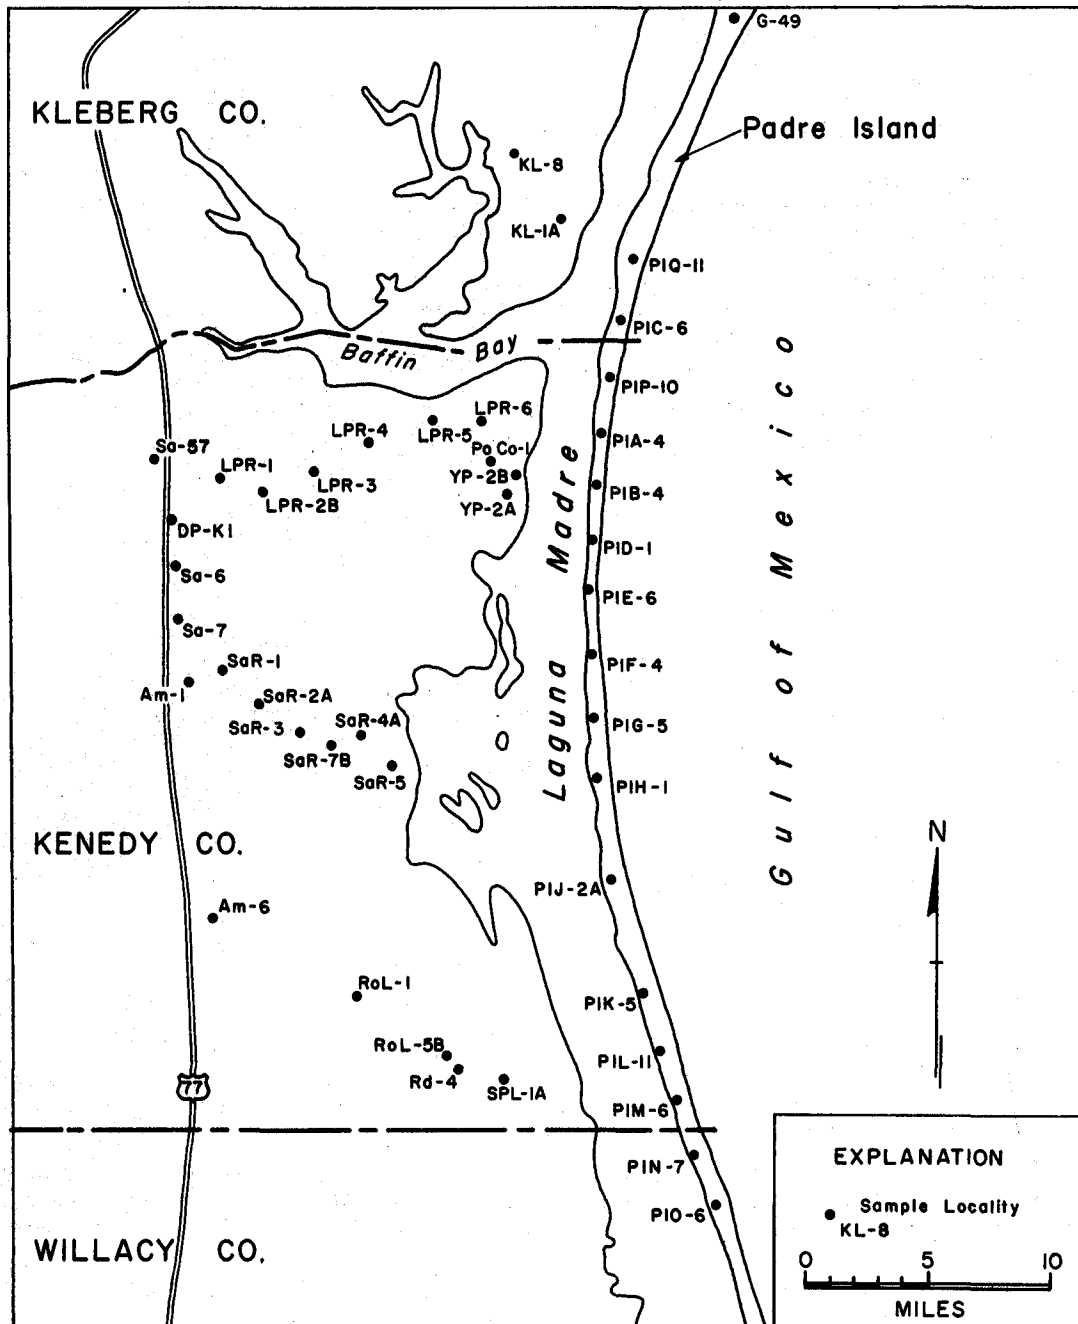 G-49
KLEBERG CO.
Padre Island
KL-8
KL-1A
PIQ-11
PIC-6
Baffin Bay
PIP-10
LPR-6
LPR-4
LPR-5
PIA-4
Sa-57
Pa Co-1
LPR-1
LPR-3
YP-2B
PIB-4
LPR-2B
YP-2A
DP-K1
PID-1
Sa-6
PIE-6
Sa-7
Laguna Madre
Gulf of Mexico
SaR-1
PIF-4
Am-1
SaR-2A
SaR-4A
PIG-5
SaR-3
SaR-7B
SaR-5
PIH-1
KENEDY CO.
N
PIJ-2A
Am-6
RoL-1
PIK-5
RoL-5B
PIL-11
Rd-4
77
SPL-1A
PIM-6
PIN-7
EXPLANATION
PIO-6
Sample Locality
KL-8
WILLACY CO.
0 5 10
MILES